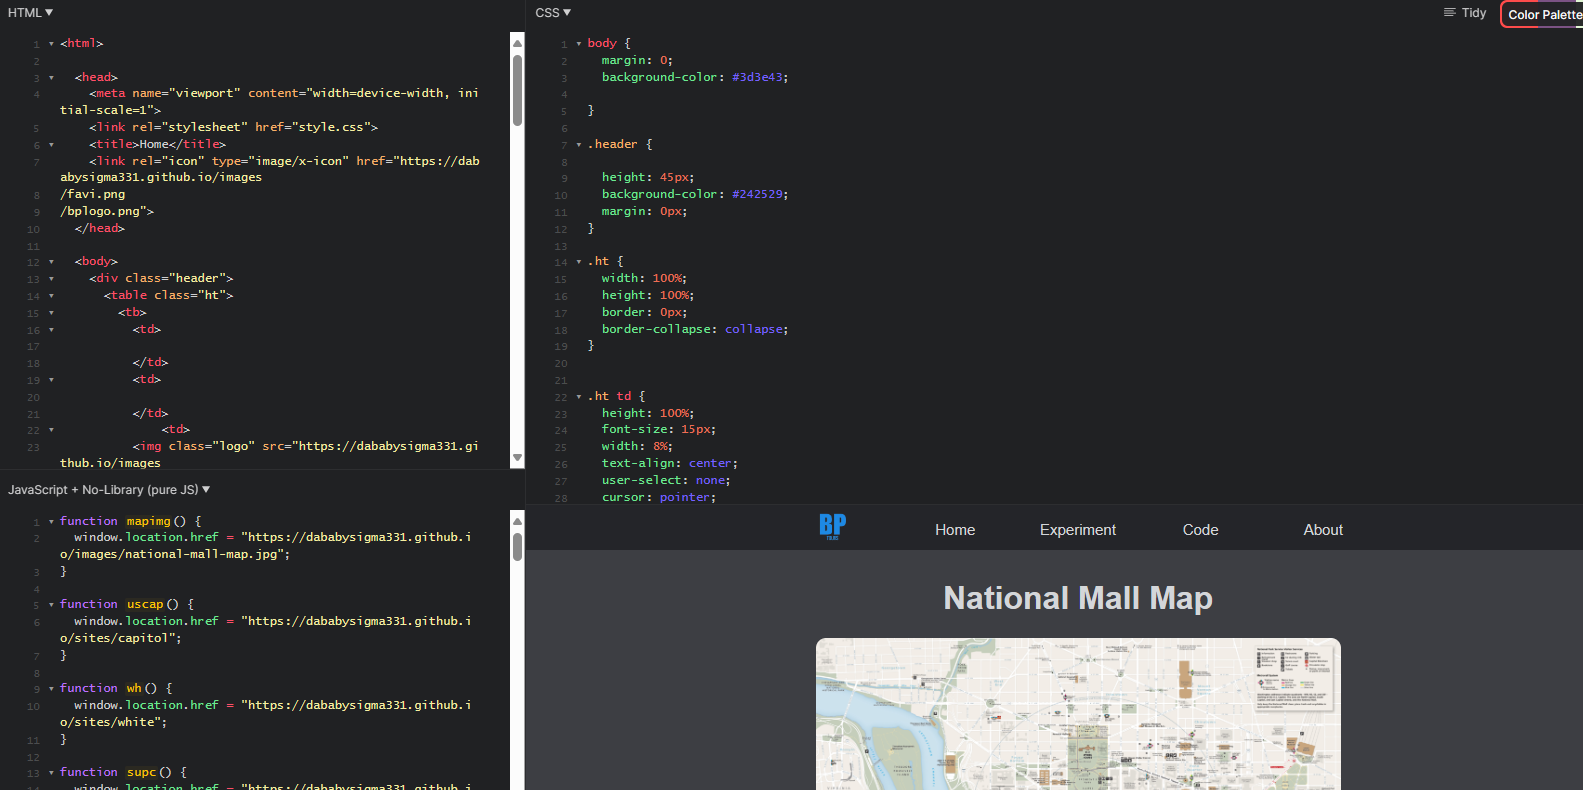 HTML ▼
1 ▾ <html>
2
3 ▾ <head>
4 <meta name="viewport" content="width=device-width, ini
tial-scale=1">
5 <link rel="stylesheet" href="style.css">
6 ▾ <title>Home</title>
7 <link rel="icon" type="image/x-icon" href="https://dab
abysigma331.github.io/images
8 /favi.png
9 /bplogo.png">
10 </head>
11
12 ▾ <body>
13 ▾ <div class="header">
14 ▾ <table class="ht">
15 ▾ <tb>
16 ▾ <td>
17
18 </td>
19 ▾ <td>
20
21 </td>
22 ▾ <td>
23 <img class="logo" src="https://dababysigma331.gi
thub.io/images
JavaScript + No-Library (pure JS) ▼
1 ▾ function mapimg() {
2 window.location.href = "https://dababysigma331.github.i
o/images/national-mall-map.jpg";
3 }
4
5 ▾ function uscap() {
6 window.location.href = "https://dababysigma331.github.i
o/sites/capitol";
7 }
8
9 ▾ function wh() {
10 window.location.href = "https://dababysigma331.github.i
o/sites/white";
11 }
12
13 ▾ function supc() {
14 window.location.href = "https://dababysigma331.github.i
CSS ▼
Tidy
Color Palette
1 ▾ body {
2 margin: 0;
3 background-color: #3d3e43;
4
5 }
6
7 ▾ .header {
8
9 height: 45px;
10 background-color: #242529;
11 margin: 0px;
12 }
13
14 ▾ .ht {
15 width: 100%;
16 height: 100%;
17 border: 0px;
18 border-collapse: collapse;
19 }
20
21
22 ▾ .ht td {
23 height: 100%;
24 font-size: 15px;
25 width: 8%;
26 text-align: center;
27 user-select: none;
28 cursor: pointer;
BP
Home Experiment Code About
National Mall Map